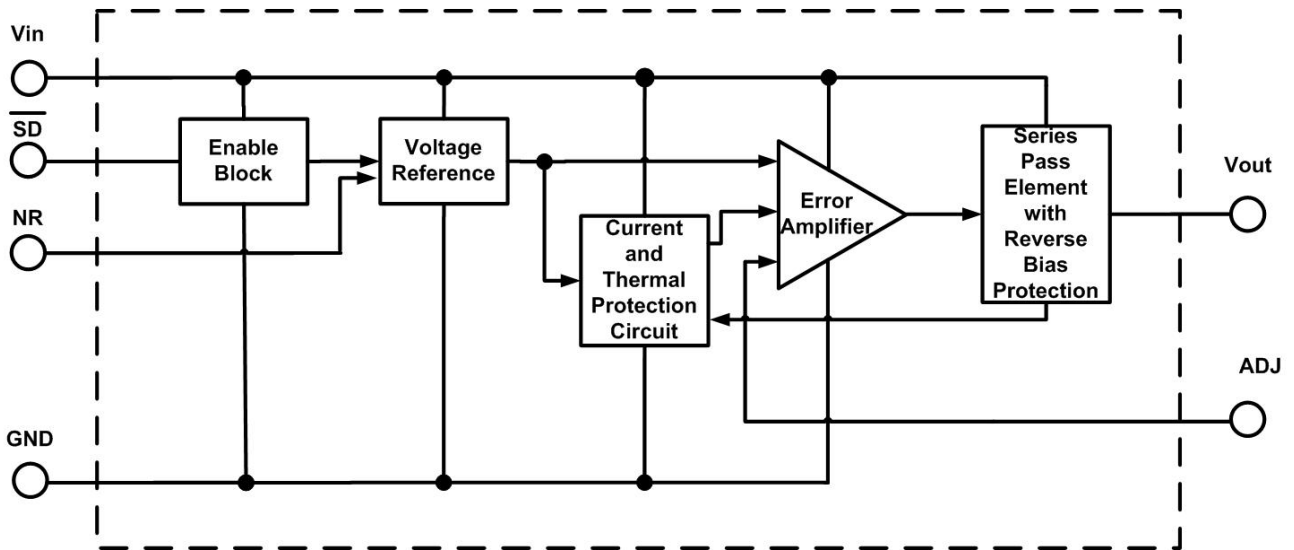 Vin
SD
NR
GND
Enable
Block
Voltage
Reference
Current
and
Thermal
Protection
Circuit
Error
Amplifier
Series
Pass
Element
with
Reverse
Bias
Protection
Vout
ADJ